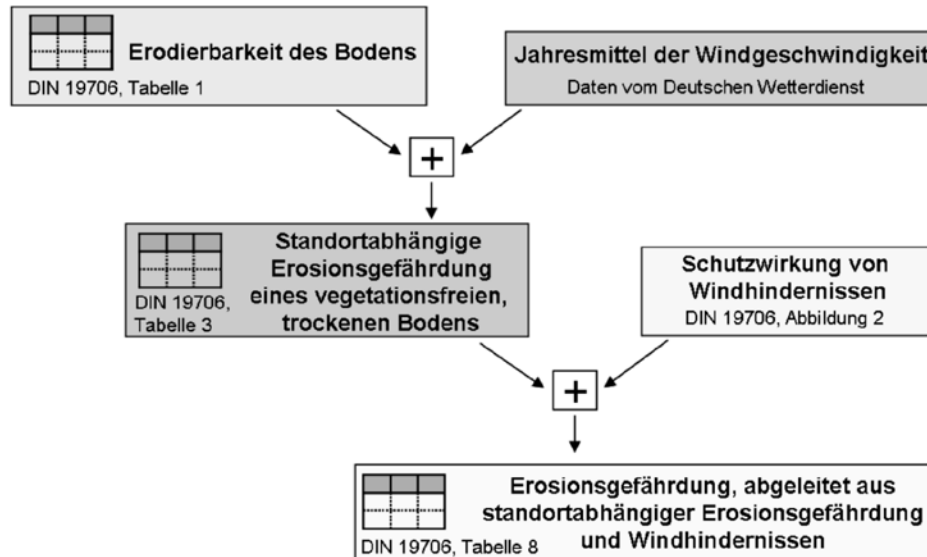 Erodierbarkeit des Bodens
DIN 19706, Tabelle 1
Jahresmittel der Windgeschwindigkeit
Daten vom Deutschen Wetterdienst
+
Standortabhängige
Erosionsgefährdung
eines vegetationsfreien,
trockenen Bodens
DIN 19706,
Tabelle 3
Schutzwirkung von
Windhindernissen
DIN 19706, Abbildung 2
+
Erosionsgefährdung, abgeleitet aus
standortabhängiger Erosionsgefährdung
und Windhindernissen
DIN 19706, Tabelle 8